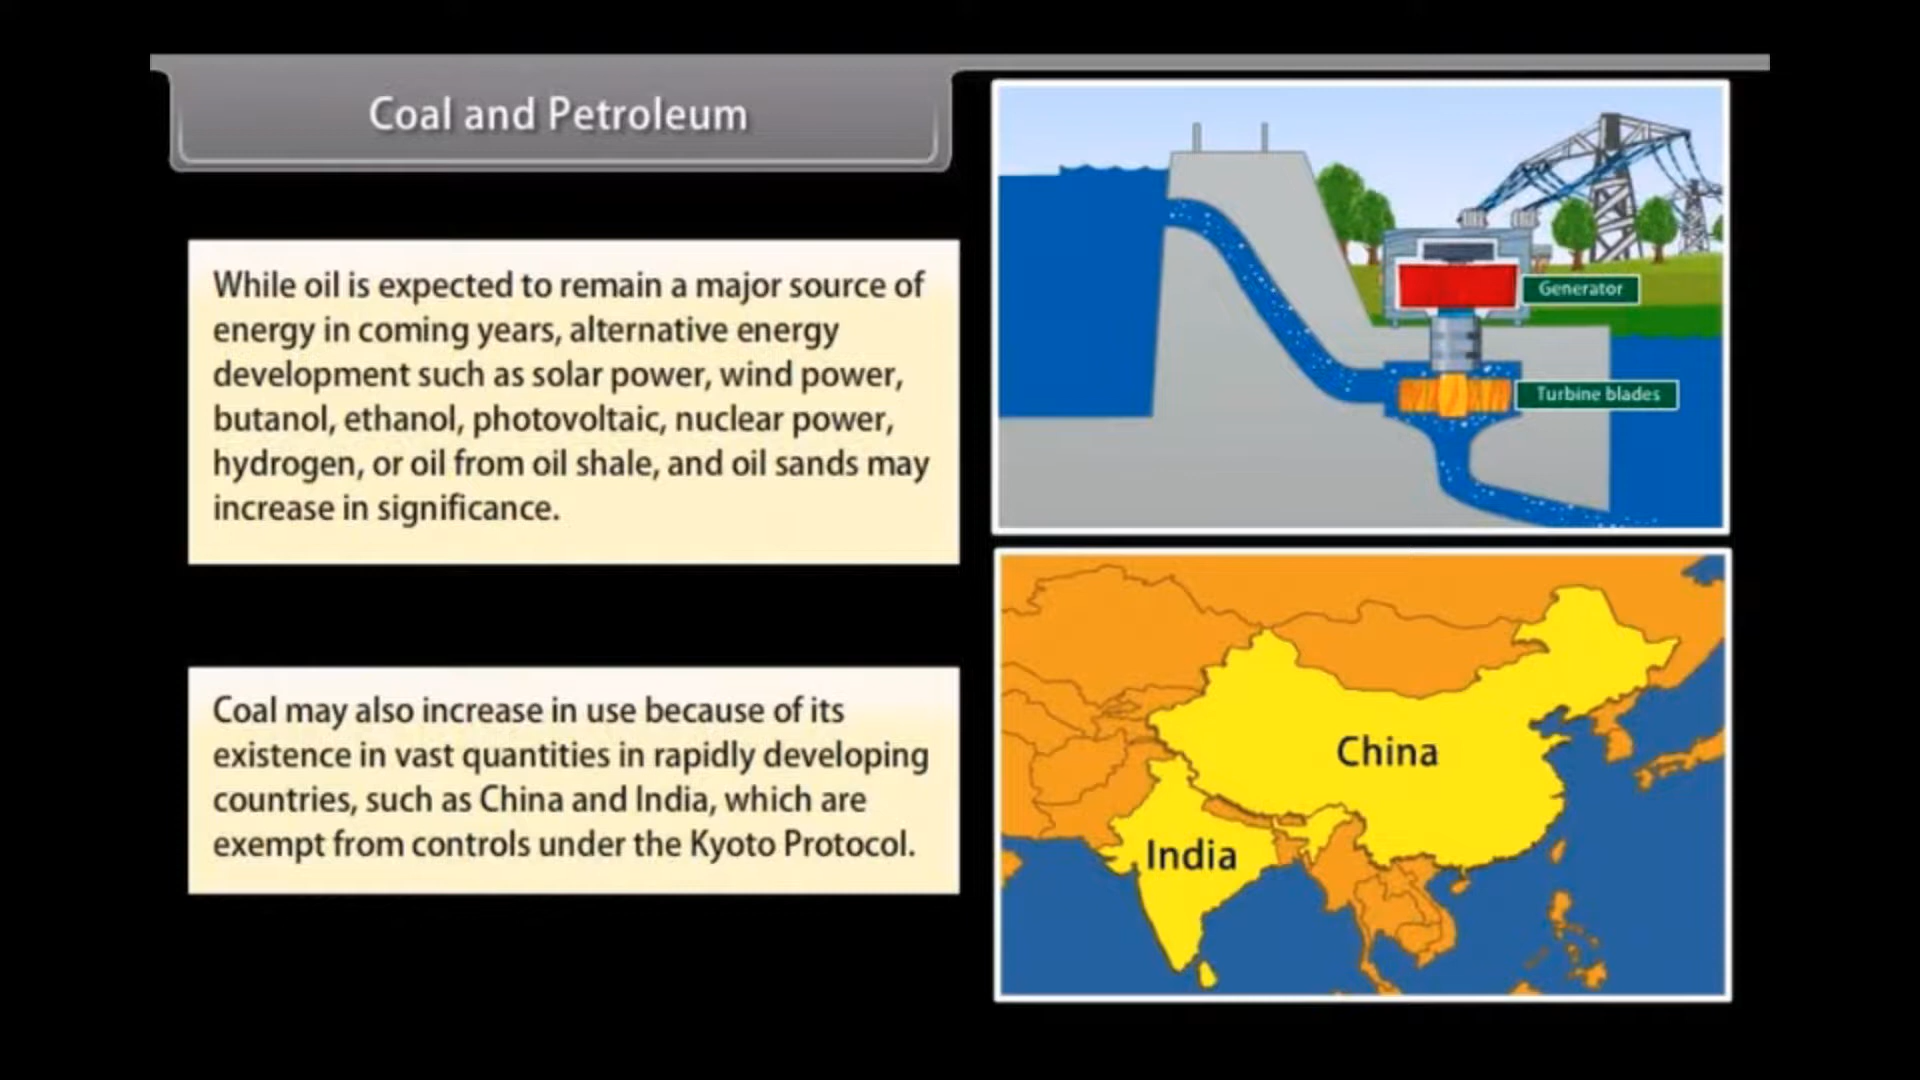 Coal and Petroleum
While oil is expected to remain a major source of
energy in coming years, alternative energy
development such as solar power, wind power,
butanol, ethanol, photovoltaic, nuclear power,
hydrogen, or oil from oil shale, and oil sands may
increase in significance.
Generator
Turbine blades
Coal may also increase in use because of its
existence in vast quantities in rapidly developing
countries, such as China and India, which are
exempt from controls under the Kyoto Protocol.
China
India